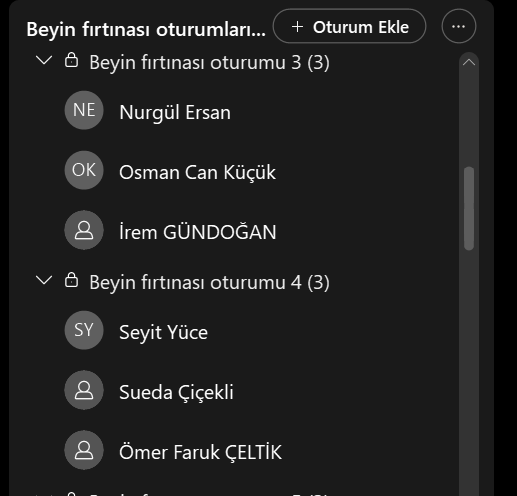 Beyin fırtınası oturumları... + Oturum Ekle ...
Beyin fırtınası oturumu 3 (3)
NE Nurgül Ersan
OK Osman Can Küçük
İrem GÜNDOĞAN
Beyin fırtınası oturumu 4 (3)
SY Seyit Yüce
Sueda Çiçekli
Ömer Faruk ÇELTİK